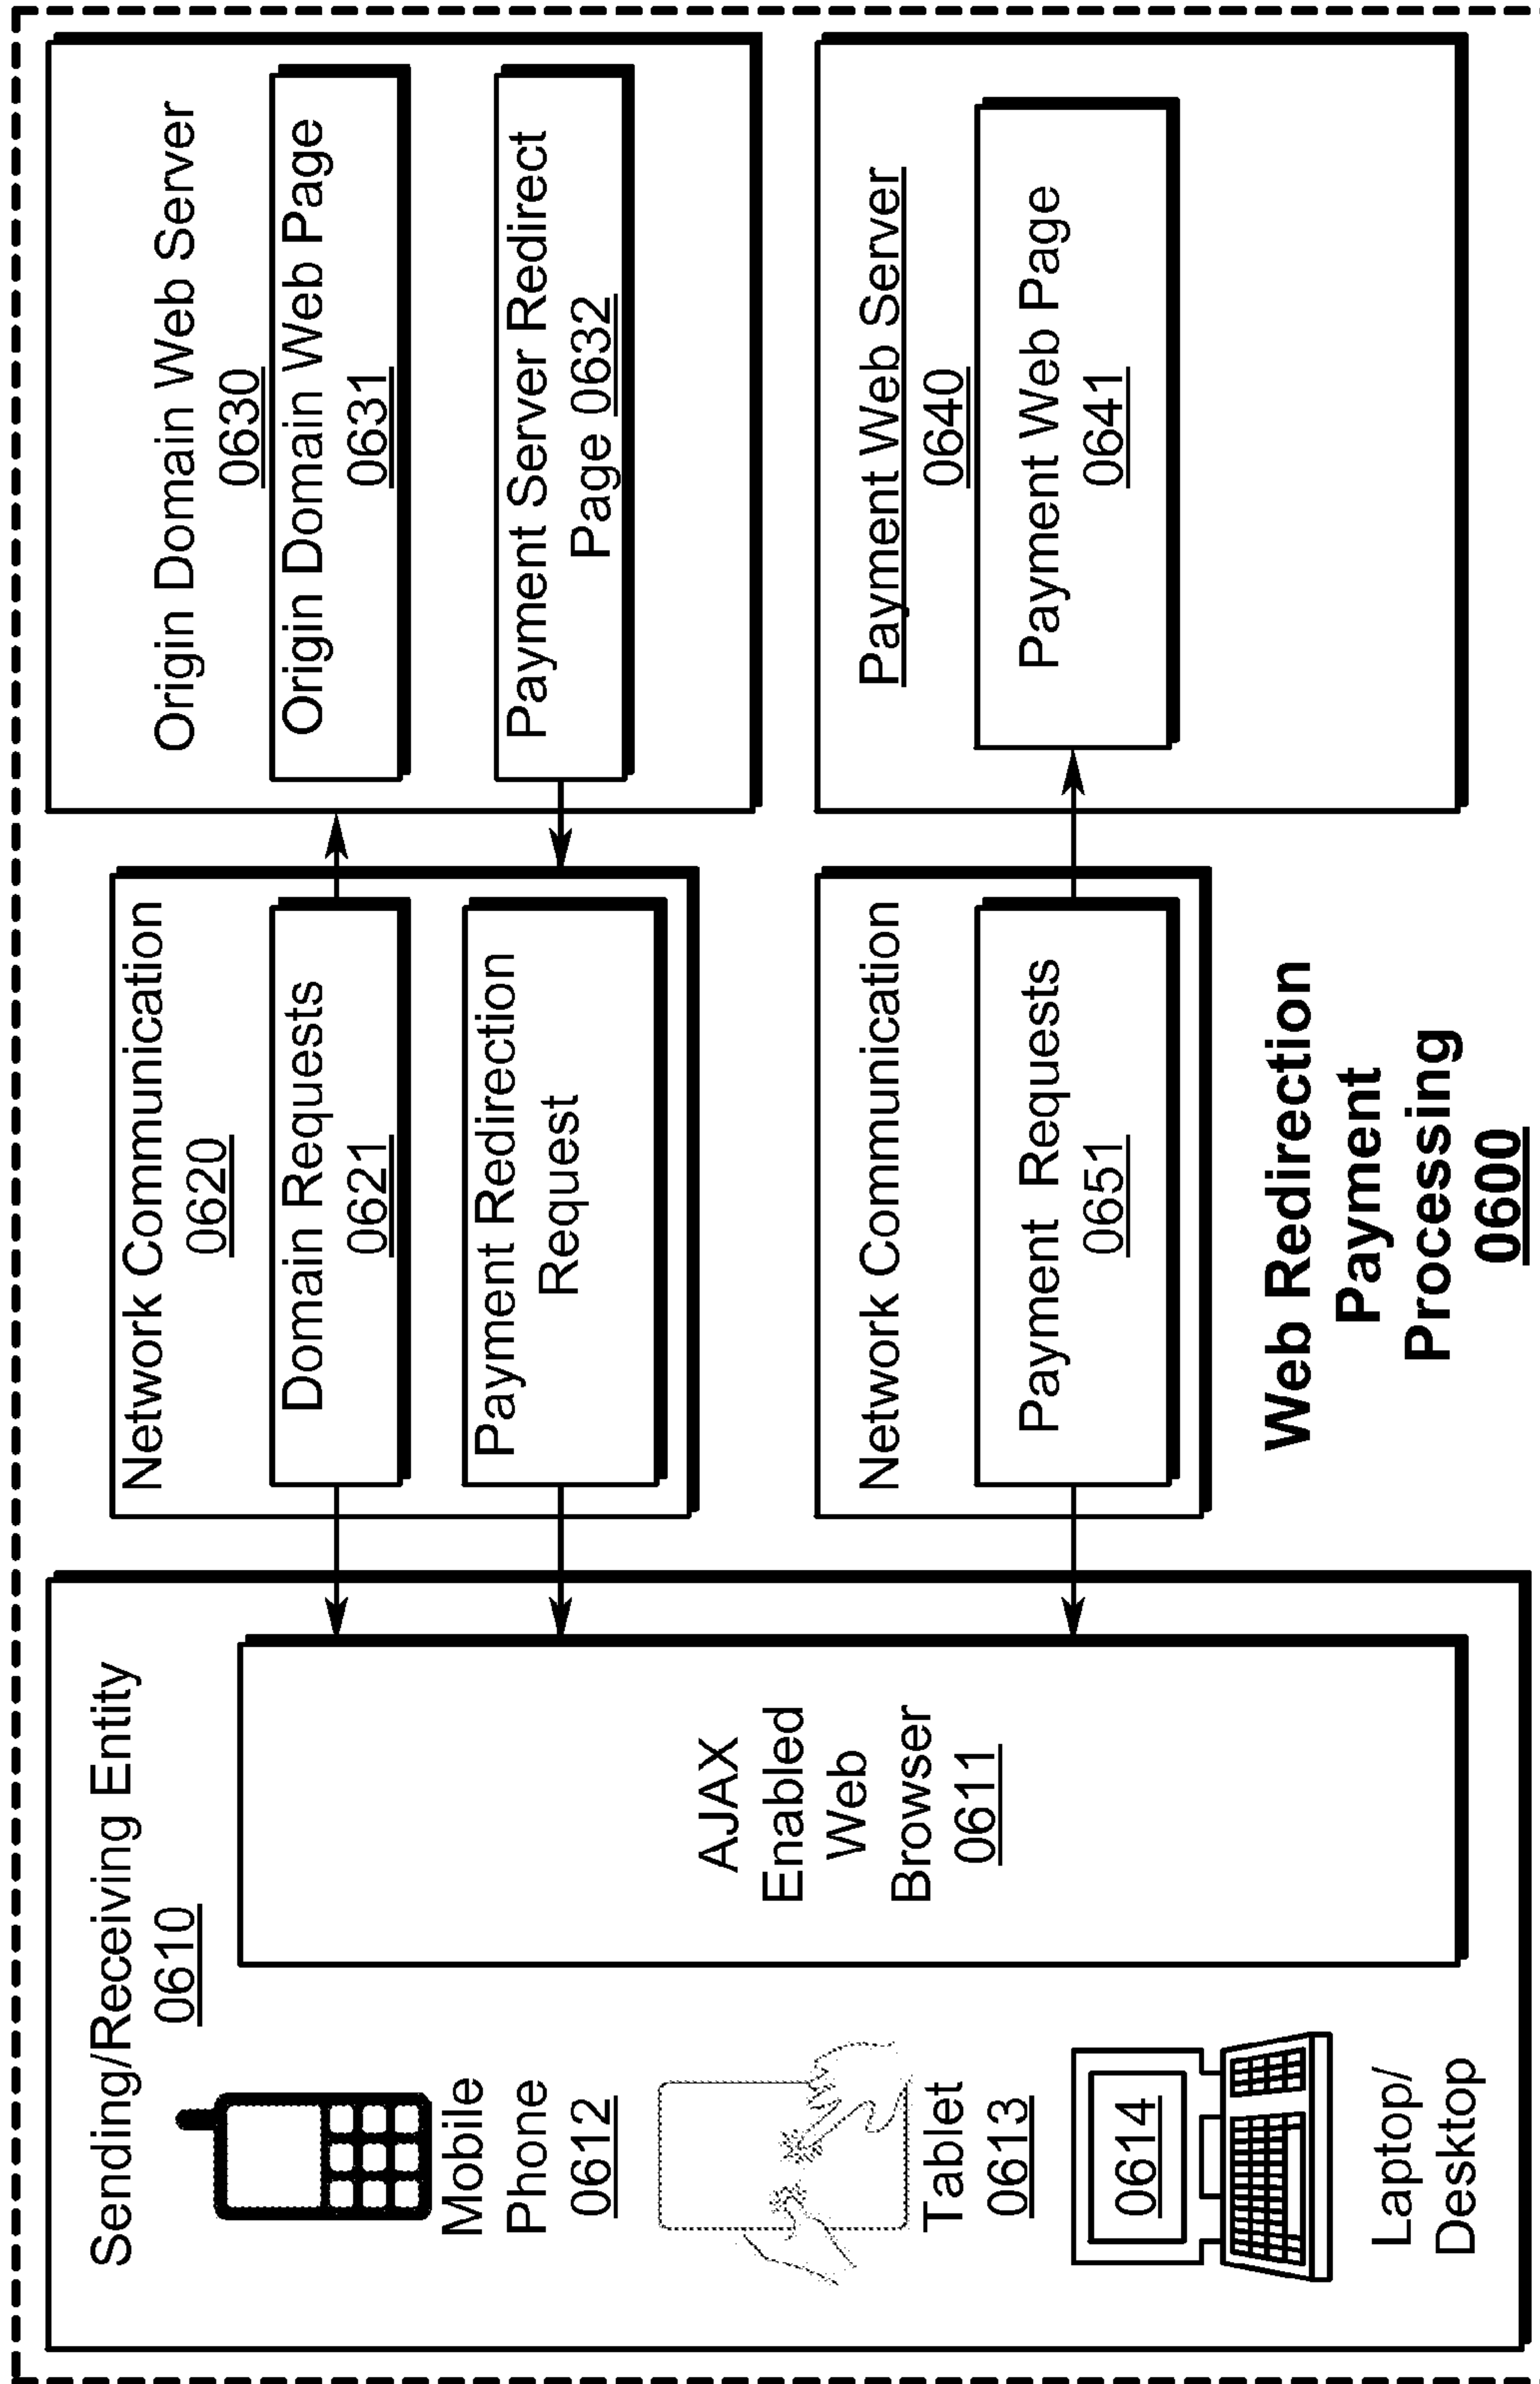 Sending/Receiving Entity
0610
Mobile
Phone
0612
Tablet
0613
0614
Laptop/
Desktop
AJAX
Enabled
Web
Browser
0611
Network Communication
0620
Domain Requests
0621
Payment Redirection
Request
Network Communication
Payment Requests
0651
Origin Domain Web Server
0630
Origin Domain Web Page
0631
Payment Server Redirect
Page 0632
Payment Web Server
0640
Payment Web Page
0641
Web Redirection
Payment
Processing
0600